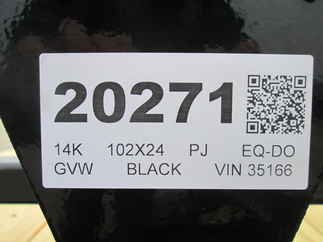 20271
14K 102X24 PJ EQ-DO
GVW BLACK VIN 35166